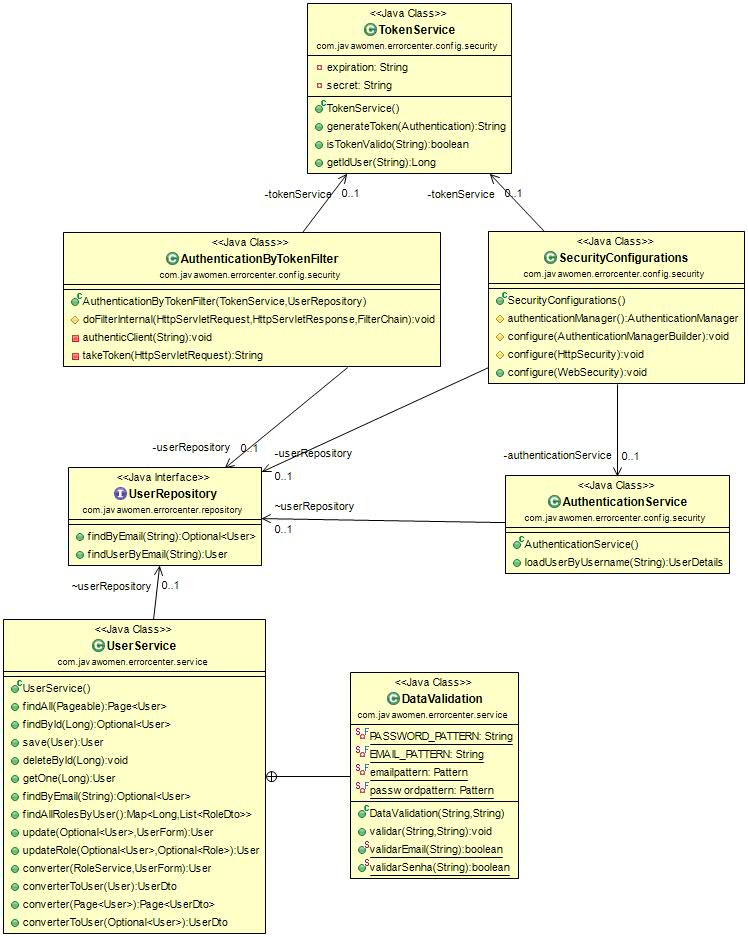 <<Java Class>>
TokenService
com.javawomen.errorcenter.config.security
expiration: String
secret: String
TokenService()
generateToken(Authentication):String
isTokenValido(String):boolean
getIdUser(String):Long
-tokenService 0..1
-tokenService 0..1
<<Java Class>>
AuthenticationByTokenFilter
com.javawomen.errorcenter.config.security
AuthenticationByTokenFilter(TokenService,UserRepository)
doFilterInternal(HttpServletRequest,HttpServletResponse,FilterChain):void
authenticClient(String):void
takeToken(HttpServletRequest):String
<<Java Class>>
SecurityConfigurations
com.javawomen.errorcenter.config.security
SecurityConfigurations()
authenticationManager():AuthenticationManager
configure(AuthenticationManagerBuilder):void
configure(HttpSecurity):void
configure(WebSecurity):void
-userRepository 0..1
-userRepository
0..1
-authenticationService 0..1
<<Java Interface>>
UserRepository
com.javawomen.errorcenter.repository
findByEmail(String):Optional<User>
findUserByEmail(String):User
~userRepository
0..1
<<Java Class>>
AuthenticationService
com.javawomen.errorcenter.config.security
AuthenticationService()
loadUserByUsername(String):UserDetails
~userRepository 0..1
<<Java Class>>
UserService
com.javawomen.errorcenter.service
UserService()
findAll(Pageable):Page<User>
findById(Long):Optional<User>
save(User):User
deleteById(Long):void
getOne(Long):User
findByEmail(String):Optional<User>
findAllRolesByUser():Map<Long,List<RoleDto>>
update(Optional<User>,UserForm):User
updateRole(Optional<User>,Optional<Role>):User
converter(RoleService,UserForm):User
converterToUser(User):UserDto
converter(Page<User>):Page<UserDto>
converterToUser(Optional<User>):UserDto
<<Java Class>>
DataValidation
com.javawomen.errorcenter.service
PASSWORD_PATTERN: String
EMAIL_PATTERN: String
emailpattern: Pattern
passwordpattern: Pattern
DataValidation(String,String)
validar(String,String):void
validarEmail(String):boolean
validarSenha(String):boolean